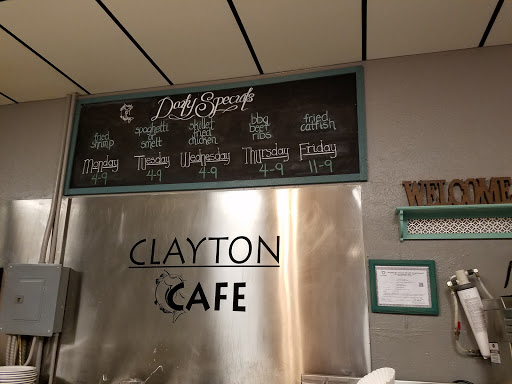 Daily Specials
fried shrimp
spaghetti or smelt
skillet fried chicken
bbq beef ribs
fried catfish
Monday Tuesday Wednesday Thursday Friday
4-9 4-9 4-9 4-9 11-9
WELCOME
CLAYTON
CAFE